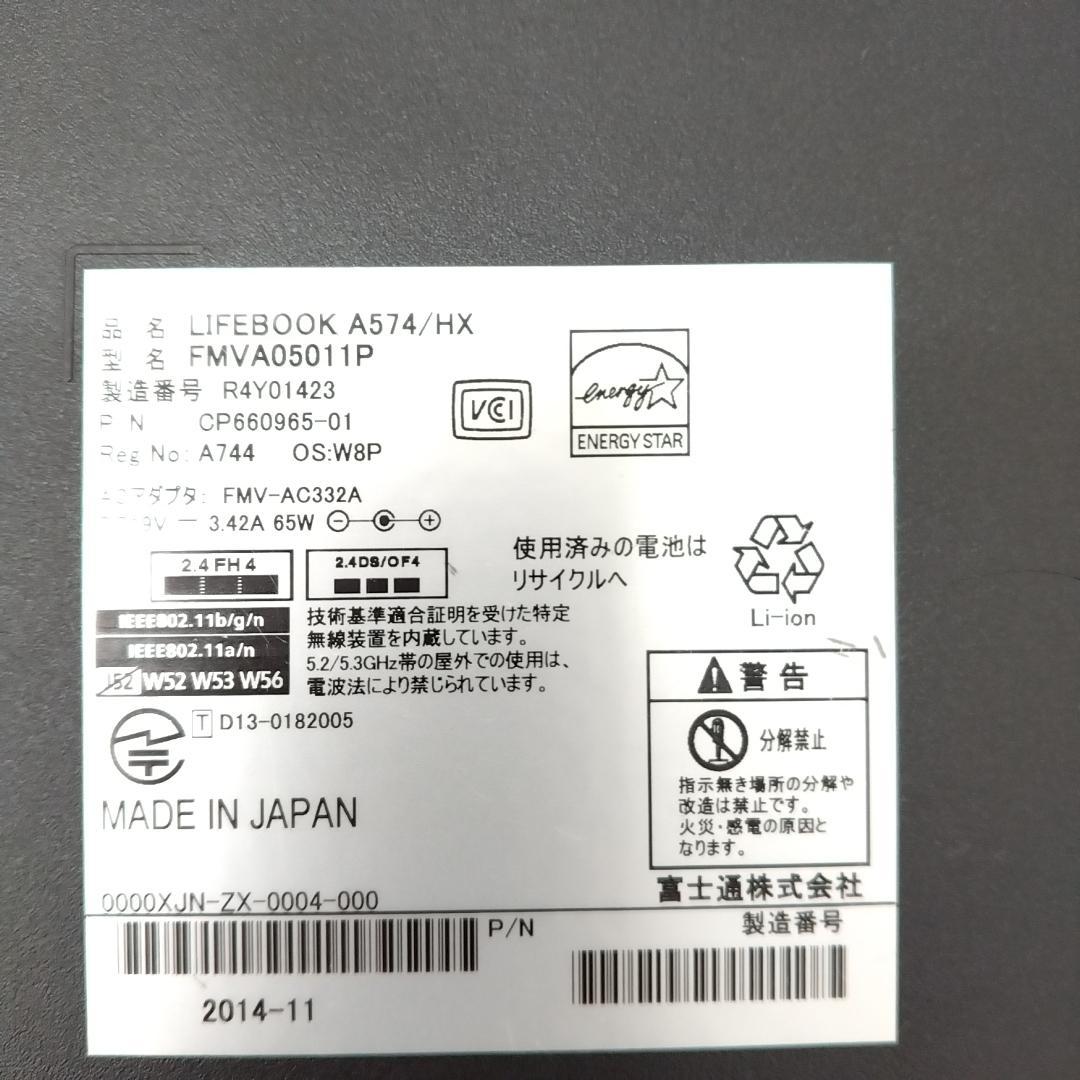 品名 LIFEBOOK A574/HX
型名 FMVA05011P
製造番号 R4Y01423
P N CP660965-01
Reg No: A744 OS:W8P
VCCI
energy
ENERGY STAR
ACアダプタ: FMV-AC332A
9V 3.42A 65W
2.4 FH 4
2.4DS/OF4
使用済みの電池は
リサイクルへ
Li-ion
IEEE802.11b/g/n
IEEE802.11a/n
J52 W52 W53 W56
技術基準適合証明を受けた特定
無線装置を内蔵しています。
5.2/5.3GHz帯の屋外での使用は、
電波法により禁じられています。
T D13-0182005
MADE IN JAPAN
警告
分解禁止
指示無き場所の分解や
改造は禁止です。
火災・感電の原因と
なります。
富士通株式会社
0000XJN-ZX-0004-000
P/N
製造番号
2014-11